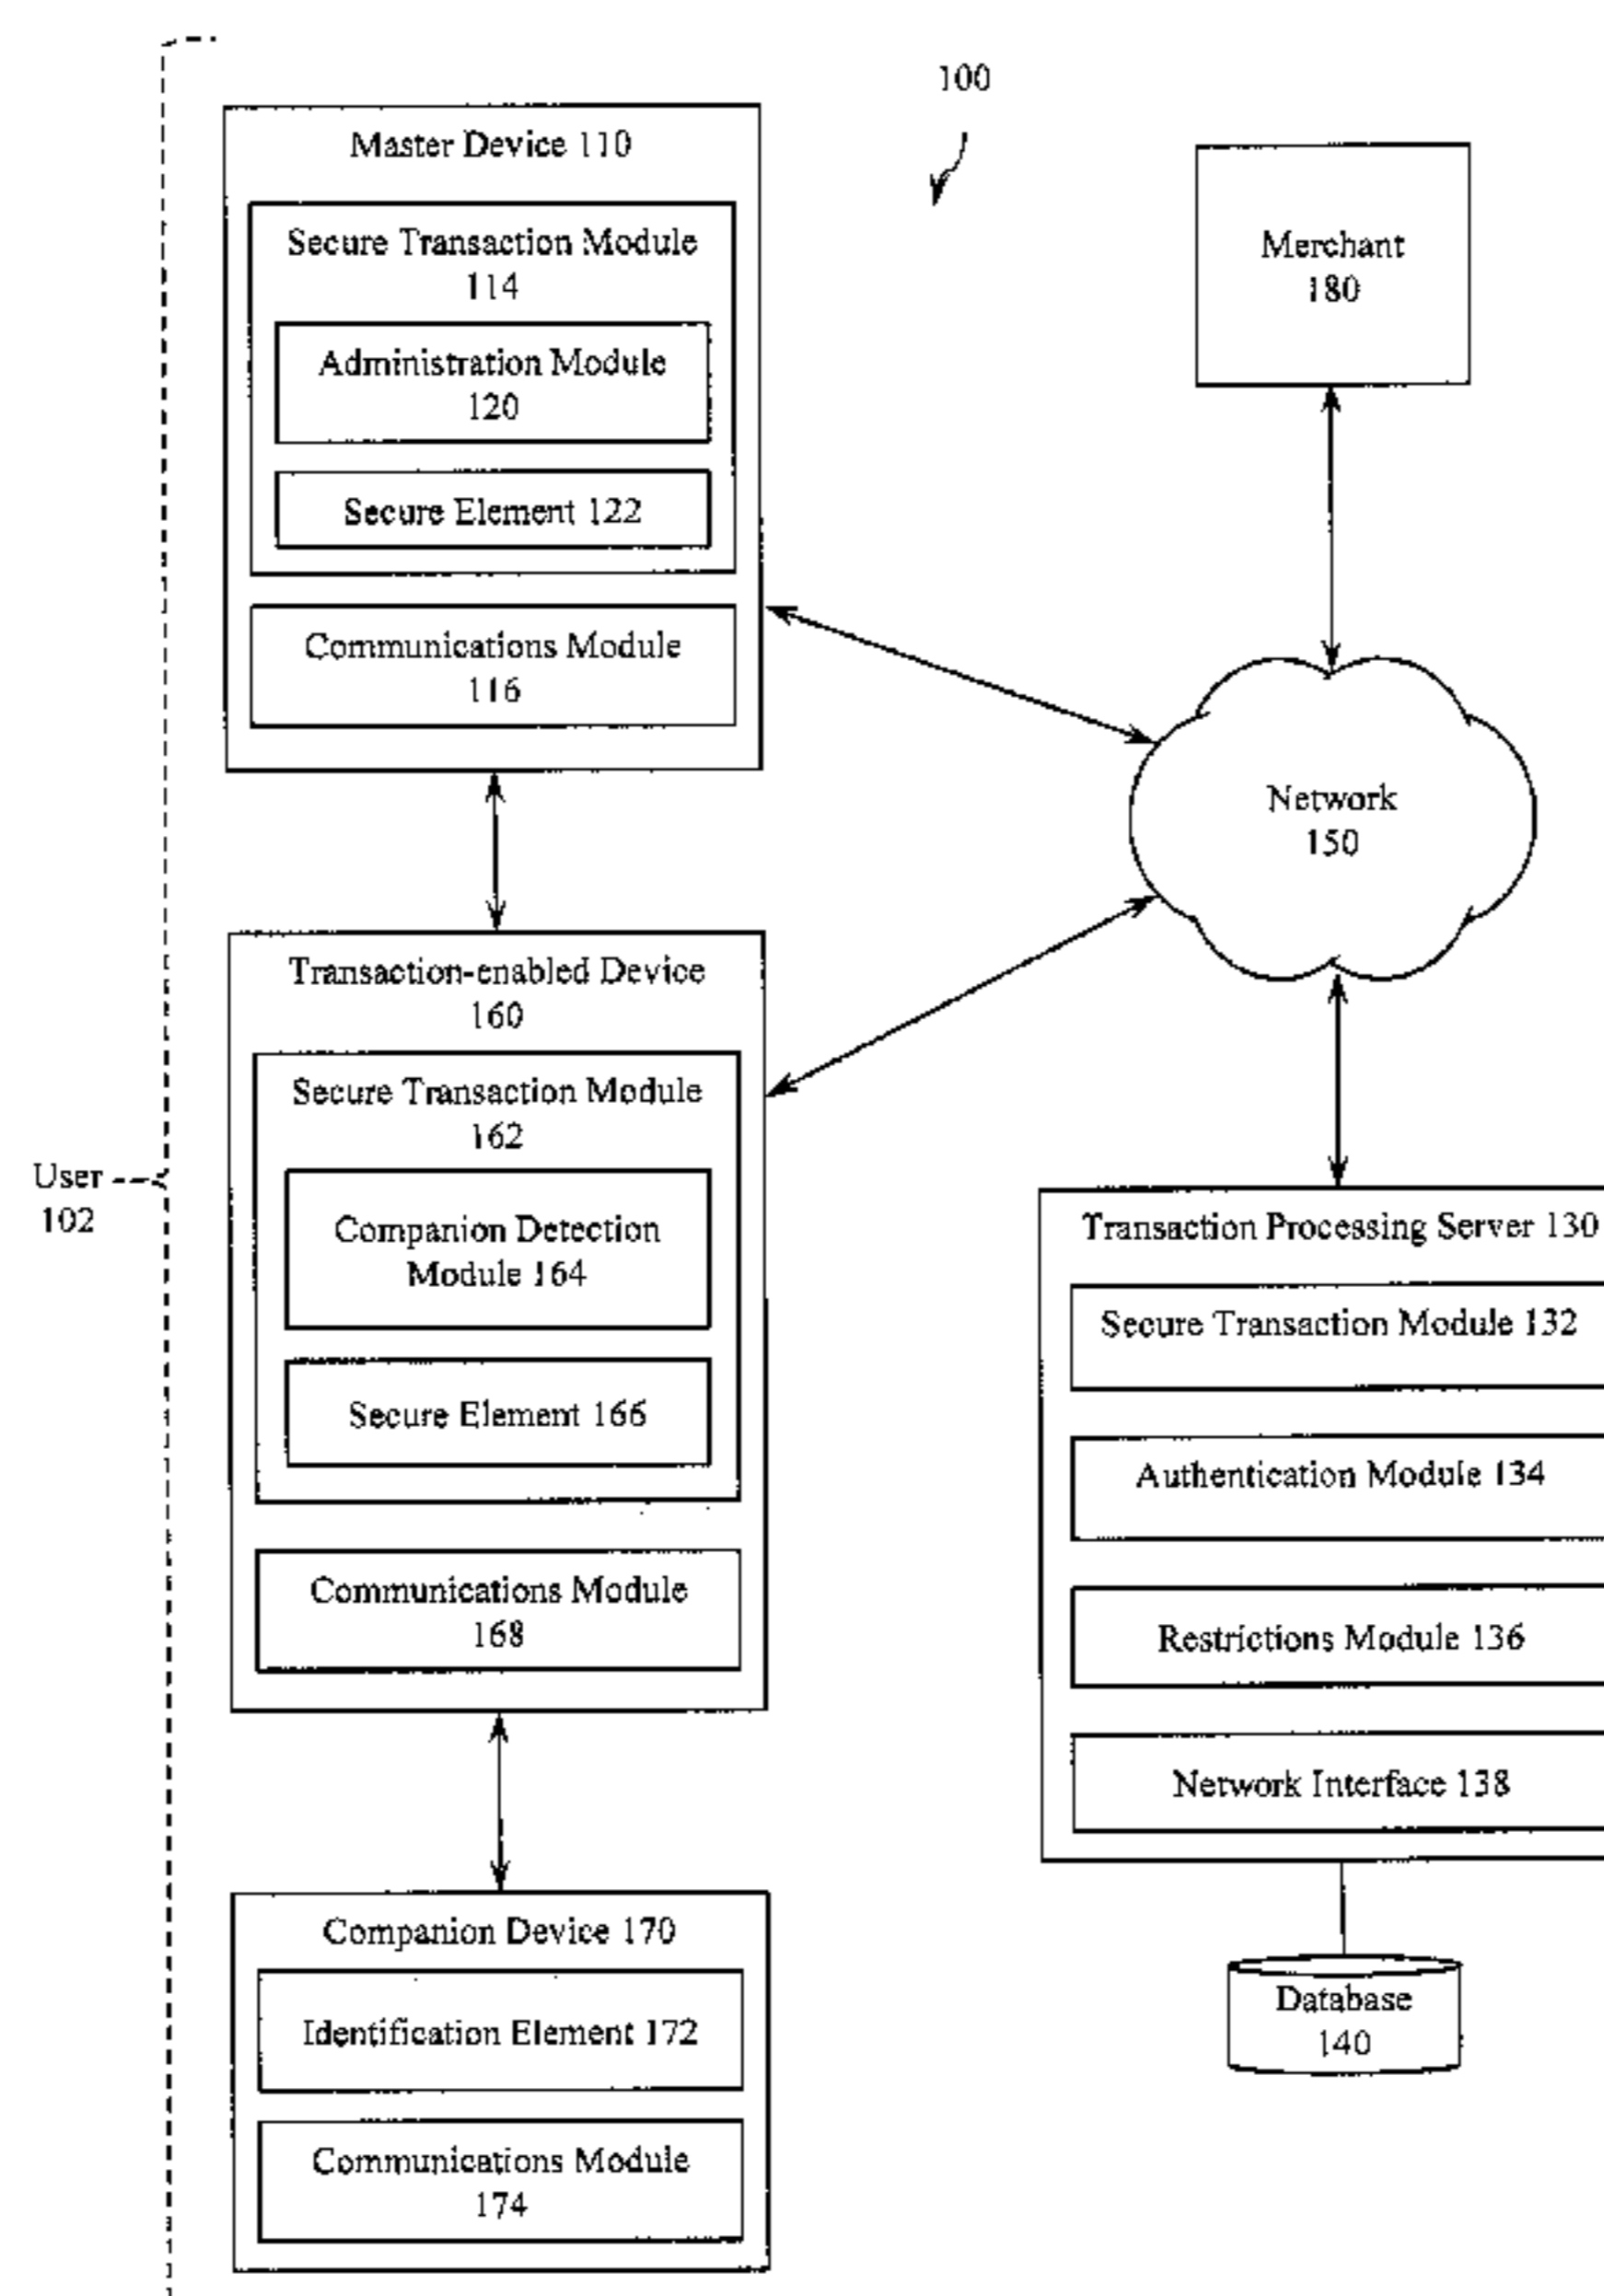 100
Master Device 110
Secure Transaction Module
114
Administration Module
120
Secure Element 122
Communications Module
116
Merchant
180
Network
150
Transaction-enabled Device
160
Secure Transaction Module
162
Companion Detection
Module 164
Secure Element 166
Communications Module
168
User
102
Transaction Processing Server 130
Secure Transaction Module 132
Authentication Module 134
Restrictions Module 136
Network Interface 138
Companion Device 170
Identification Element 172
Communications Module
174
Database
140